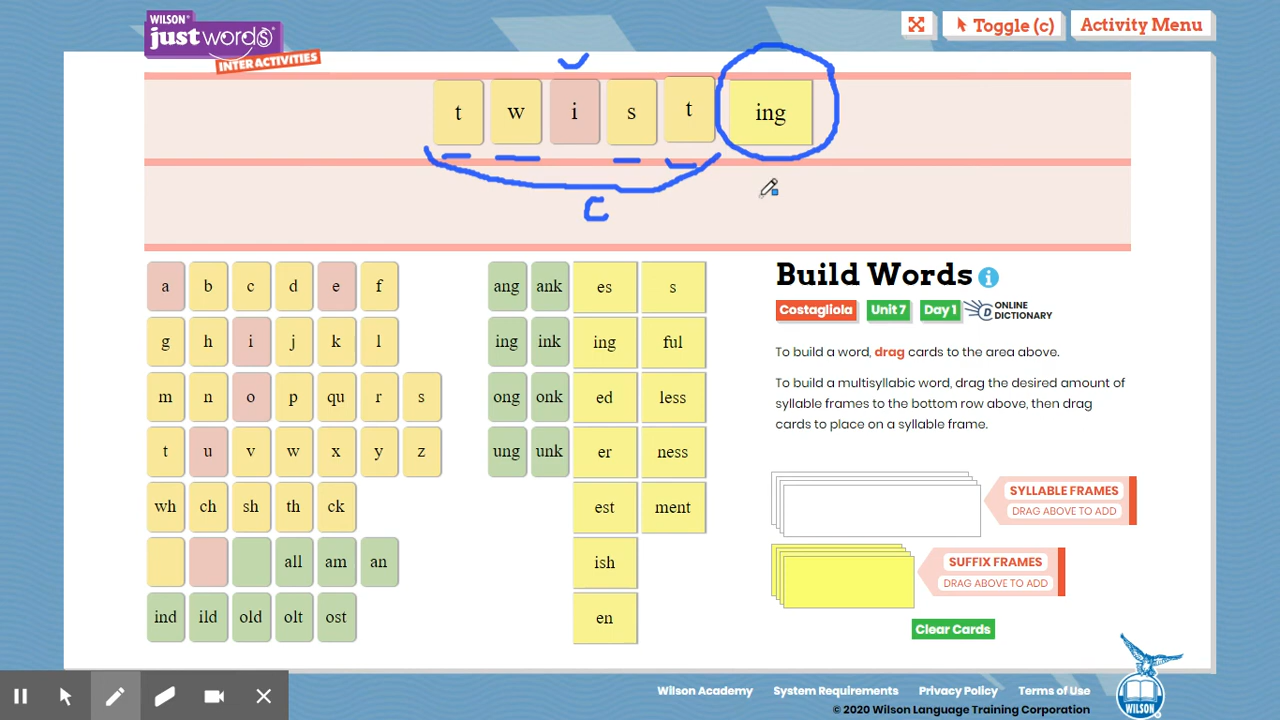 WILSON®
just words®
INTERACTIVITIES
Toggle (c)
Activity Menu
t w i s t ing
c
a b c d e f
g h i j k l
m n o p qu r s
t u v w x y z
wh ch sh th ck
all am an
ind ild old olt ost
ang ank es s
ing ink ing ful
ong onk ed less
ung unk er ness
est ment
ish
en
Build Words i
Costagliola Unit 7 Day 1 D ONLINE
DICTIONARY
To build a word, drag cards to the area above.
To build a multisyllabic word, drag the desired amount of
syllable frames to the bottom row above, then drag
cards to place on a syllable frame.
SYLLABLE FRAMES
DRAG ABOVE TO ADD
SUFFIX FRAMES
DRAG ABOVE TO ADD
Clear Cards
Wilson Academy System Requirements Privacy Policy Terms of Use
© 2020 Wilson Language Training Corporation
WILSON